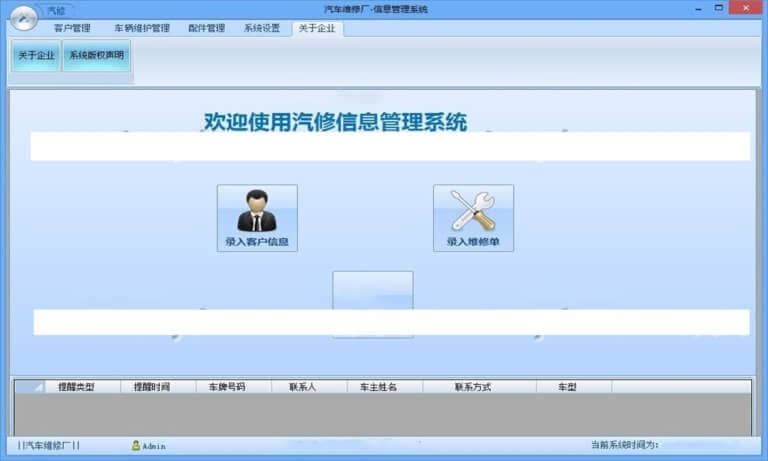 汽修
汽车维修厂-信息管理系统
客户管理 车辆维护管理 配件管理 系统设置 关于企业
关于企业 系统版权声明
欢迎使用汽修信息管理系统
录入客户信息 录入维修单
提醒类型 提醒时间 车牌号码 联系人 车主姓名 联系方式 车型
||汽车维修厂|| Admin 当前系统时间为: